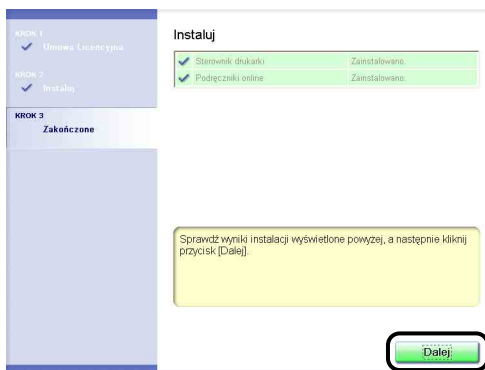 KROK 1
Umowa Licencyjna
KROK 2
Instaluj
KROK 3
Zakończone
Instaluj
Sterownik drukarki Zainstalowano.
Podręczniki online Zainstalowano.
Sprawdź wyniki instalacji wyświetlone powyżej, a następnie kliknij
przycisk [Dalej].
Dalej